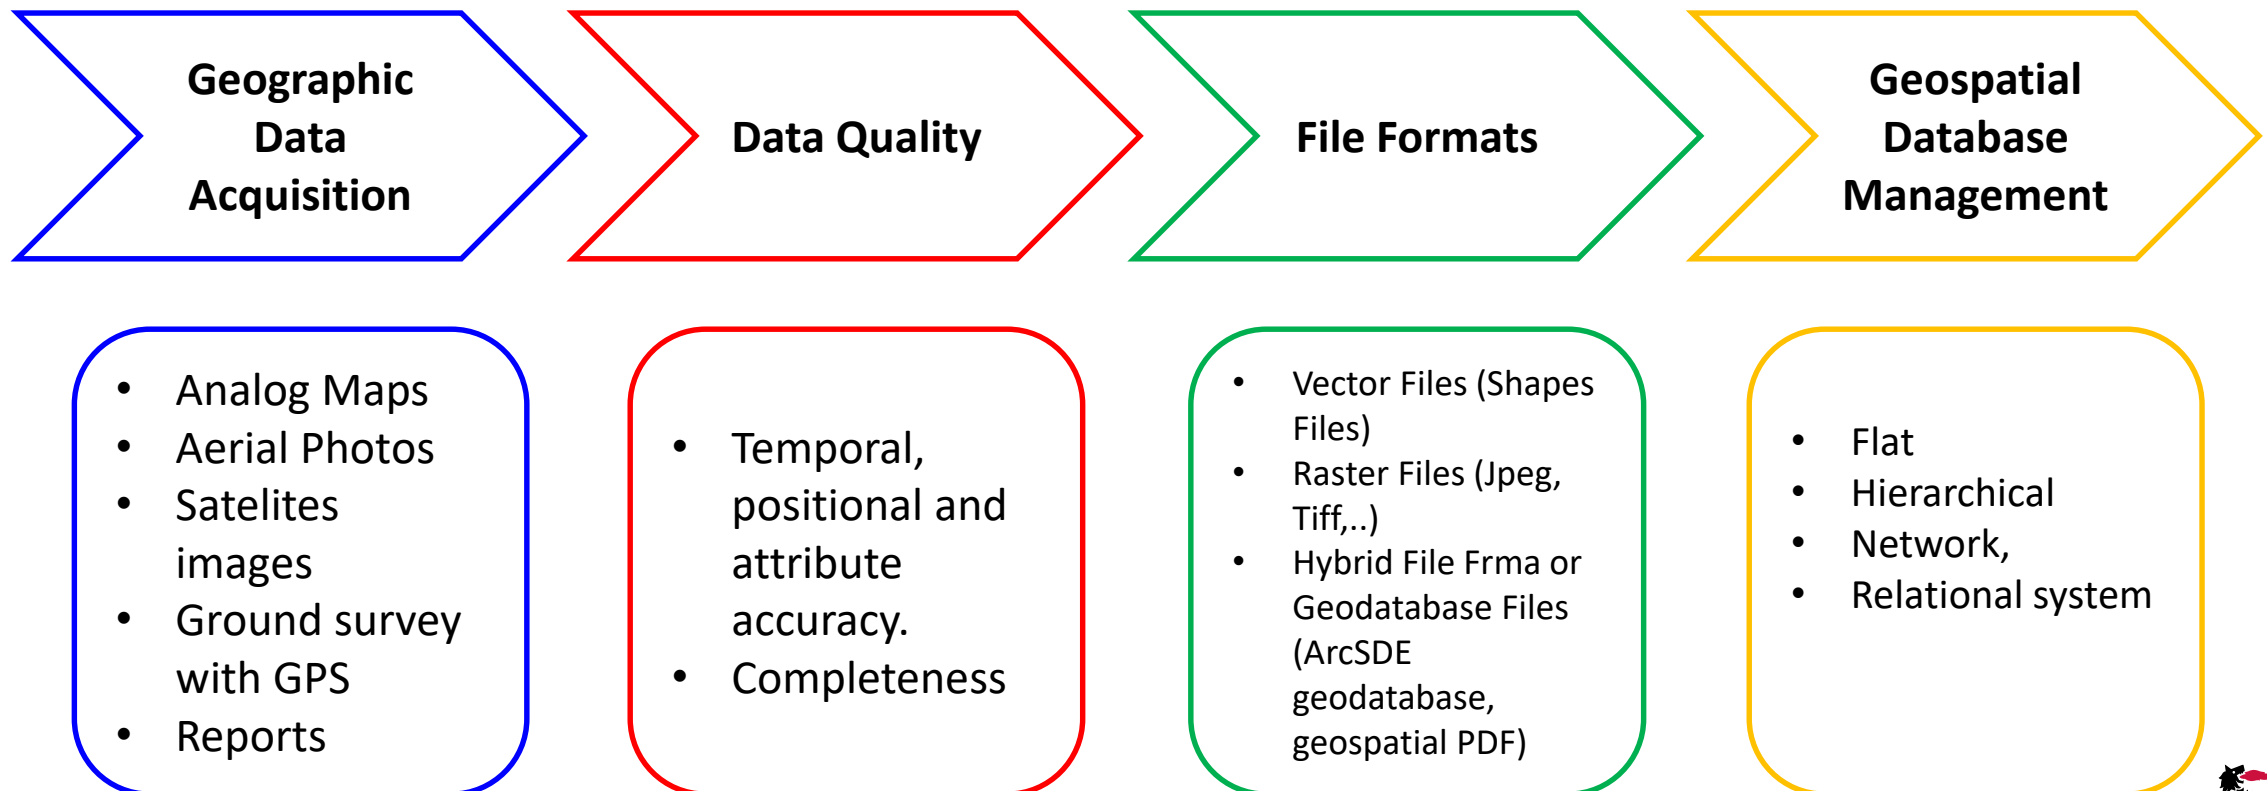 Geographic
Data
Acquisition
Data Quality
File Formats
Geospatial
Database
Management
• Analog Maps
• Aerial Photos
• Satelites
images
• Ground survey
with GPS
• Reports
• Temporal,
positional and
attribute
accuracy.
• Completeness
• Vector Files (Shapes
Files)
• Raster Files (Jpeg,
Tiff,..)
• Hybrid File Frma or
Geodatabase Files
(ArcSDE
geodatabase,
geospatial PDF)
• Flat
• Hierarchical
• Network,
• Relational system